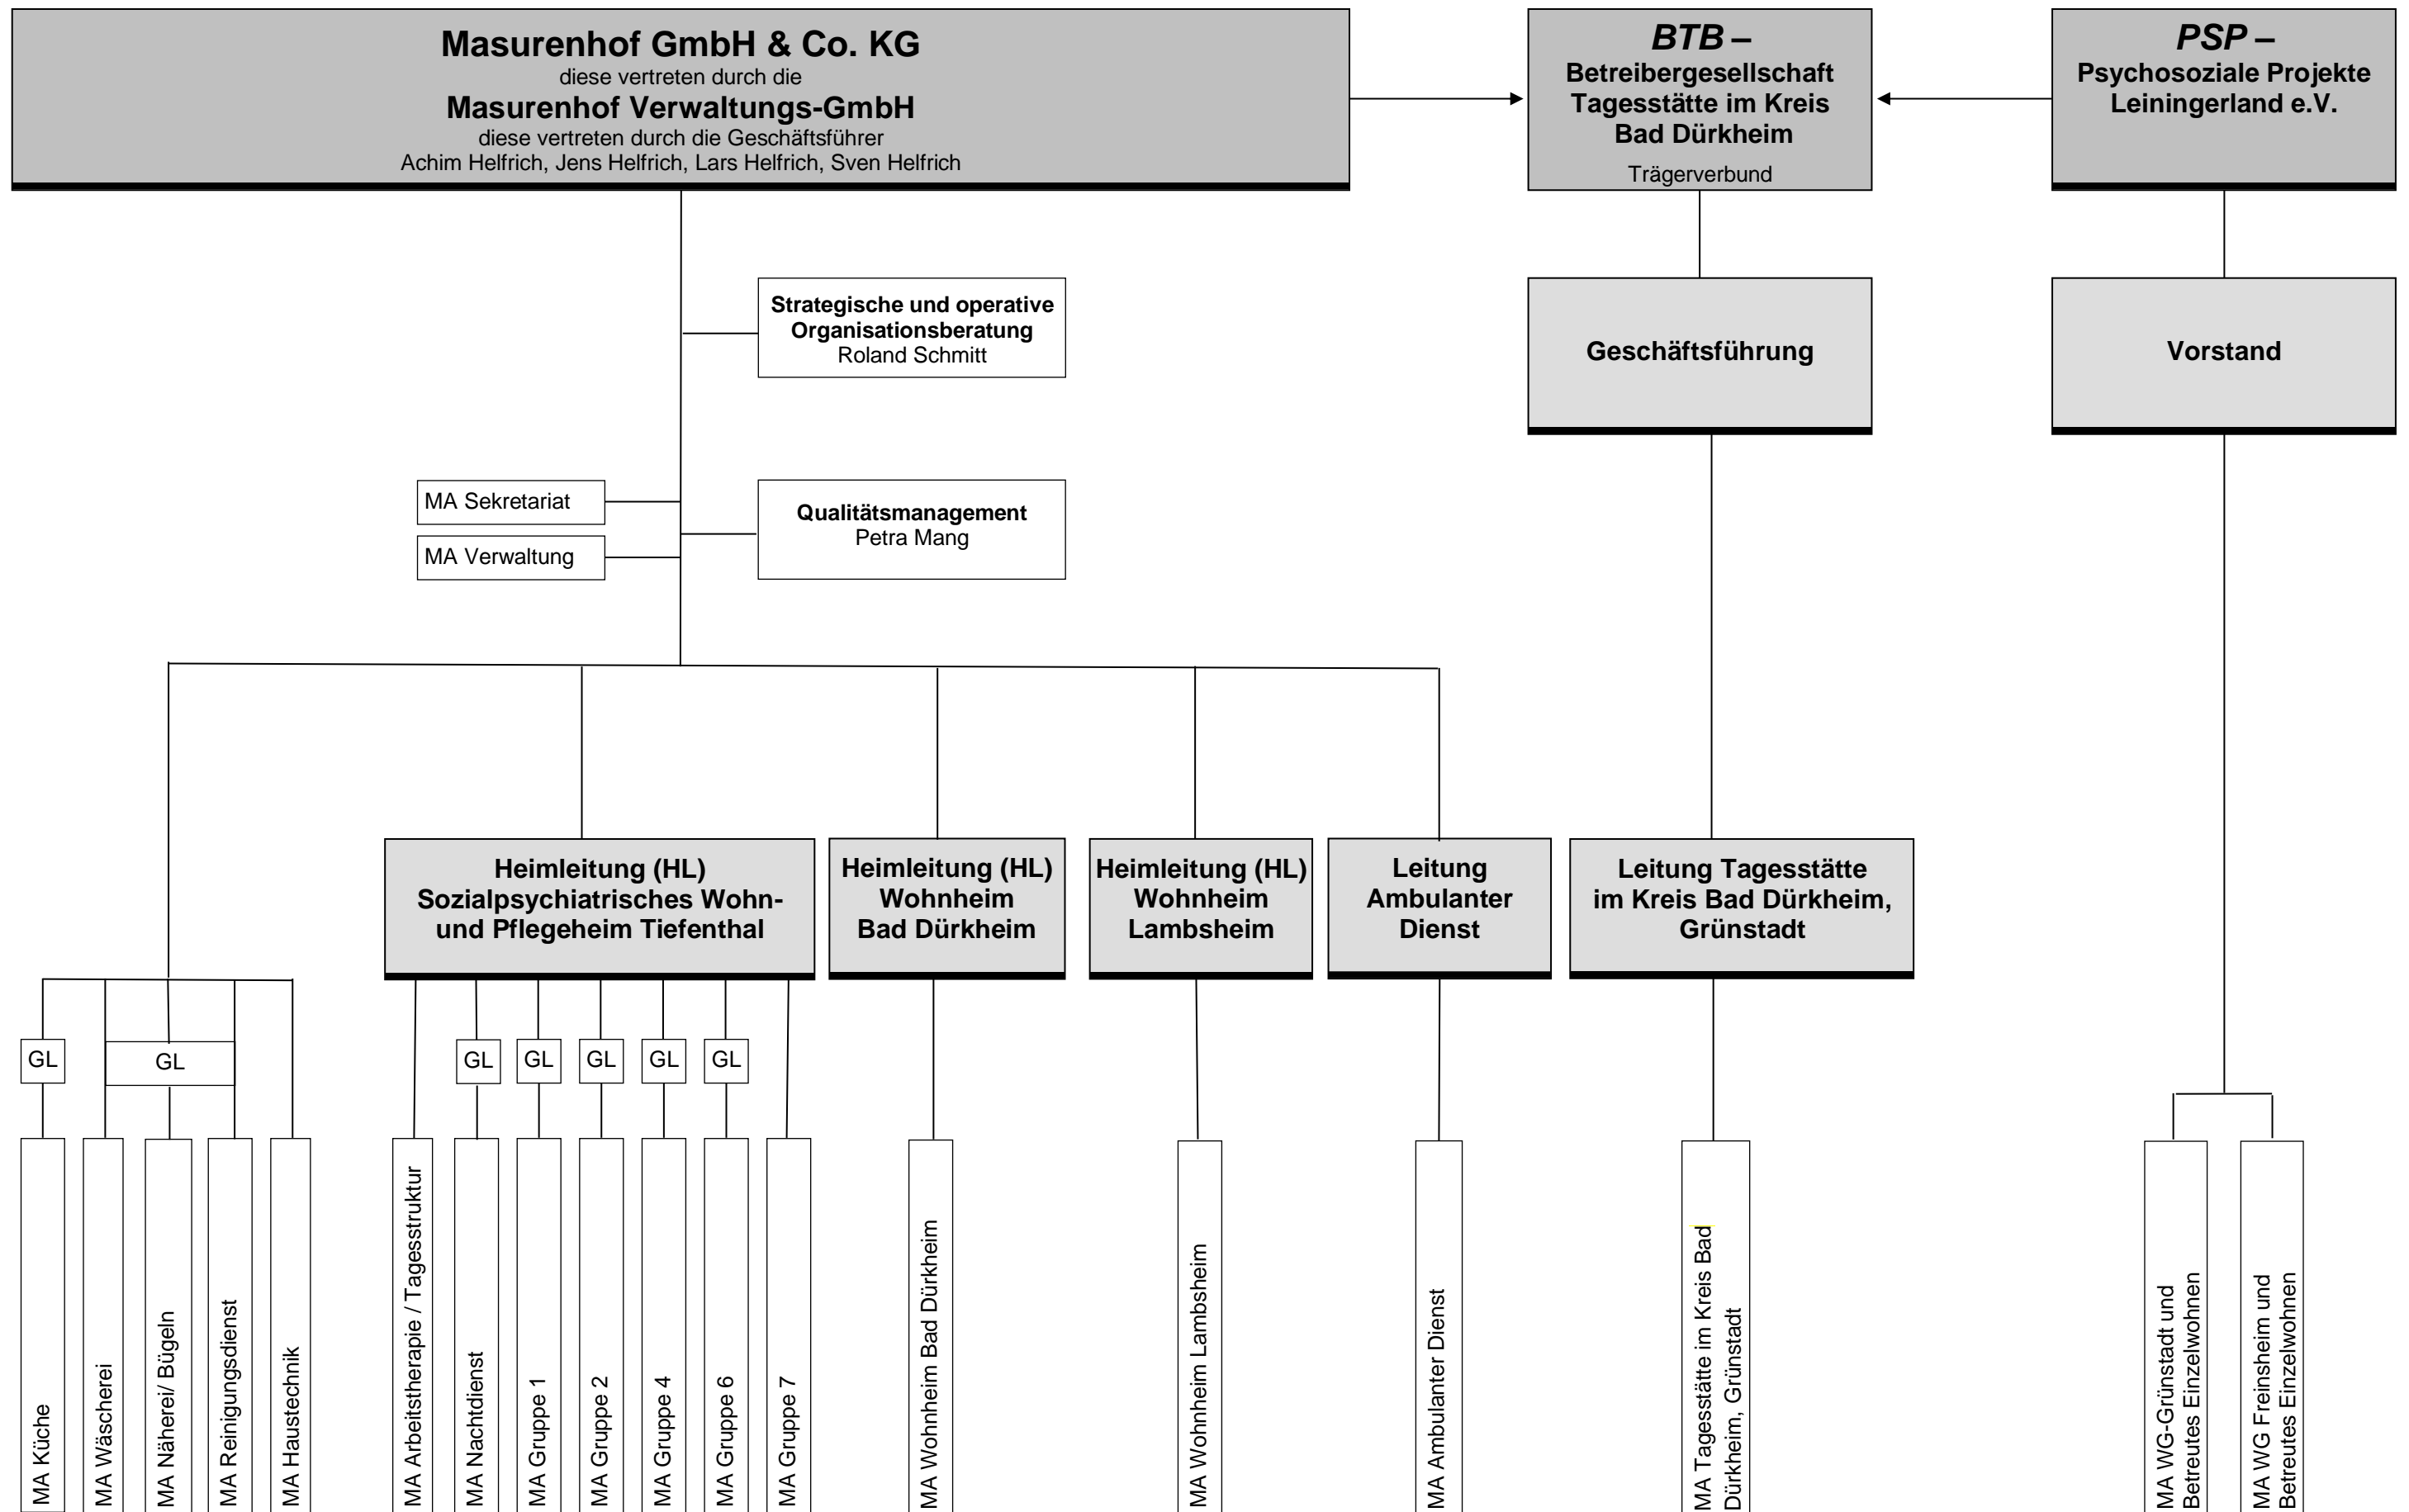 Masurenhof GmbH & Co. KG
diese vertreten durch die
Masurenhof Verwaltungs-GmbH
diese vertreten durch die Geschäftsführer
Achim Helfrich, Jens Helfrich, Lars Helfrich, Sven Helfrich
BTB –
Betreibergesellschaft
Tagesstätte im Kreis
Bad Dürkheim
Trägerverbund
PSP –
Psychosoziale Projekte
Leiningerland e.V.
Strategische und operative
Organisationsberatung
Roland Schmitt
Geschäftsführung
Vorstand
MA Sekretariat
MA Verwaltung
Qualitätsmanagement
Petra Mang
Heimleitung (HL)
Sozialpsychiatrisches Wohn-
und Pflegeheim Tiefenthal
Heimleitung (HL)
Wohnheim
Bad Dürkheim
Heimleitung (HL)
Wohnheim
Lambsheim
Leitung
Ambulanter
Dienst
Leitung Tagesstätte
im Kreis Bad Dürkheim,
Grünstadt
GL
GL
GL
GL
GL
GL
GL
MA Küche
MA Wäscherei
MA Näherei/ Bügeln
MA Reinigungsdienst
MA Haustechnik
MA Arbeitstherapie / Tagesstruktur
MA Nachtdienst
MA Gruppe 1
MA Gruppe 2
MA Gruppe 4
MA Gruppe 6
MA Gruppe 7
MA Wohnheim Bad Dürkheim
MA Wohnheim Lambsheim
MA Ambulanter Dienst
MA Tagesstätte im Kreis Bad
Dürkheim, Grünstadt
MA WG-Grünstadt und
Betreutes Einzelwohnen
MA WG Freinsheim und
Betreutes Einzelwohnen